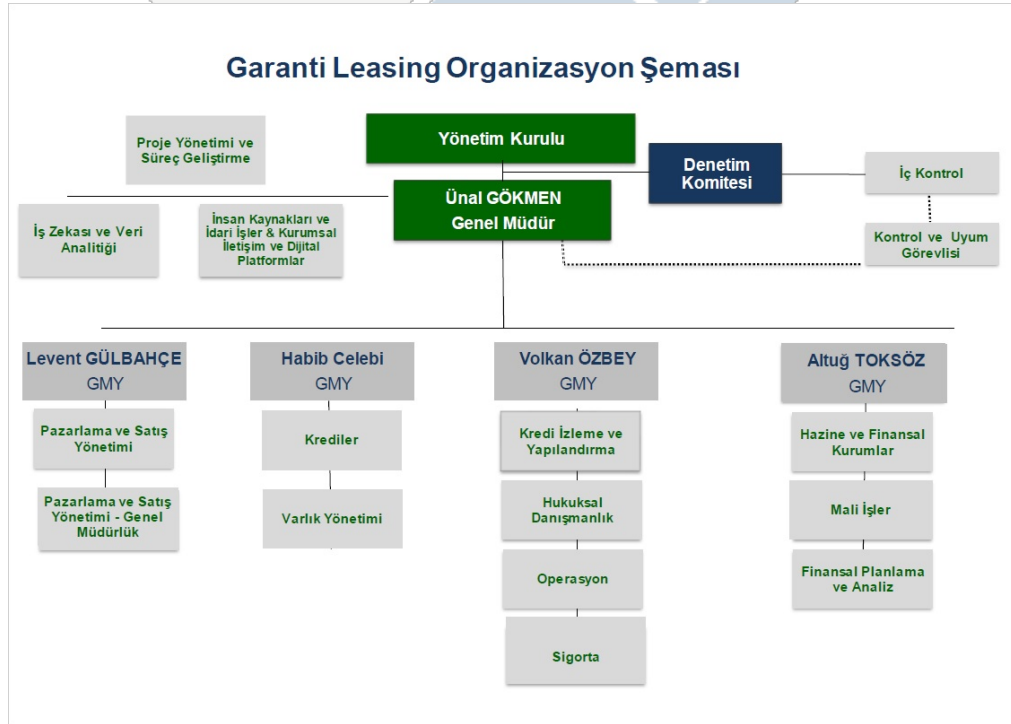 Garanti Leasing Organizasyon Şeması
Yönetim Kurulu
Proje Yönetimi ve
Süreç Geliştirme
Denetim
Komitesi
İç Kontrol
Ünal GÖKMEN
Genel Müdür
İş Zekası ve Veri
Analitiği
İnsan Kaynakları ve
İdari İşler & Kurumsal
İletişim ve Dijital
Platformlar
Kontrol ve Uyum
Görevlisi
Levent GÜLBAHÇE
GMY
Pazarlama ve Satış
Yönetimi
Pazarlama ve Satış
Yönetimi - Genel
Müdürlük
Habib Celebi
GMY
Krediler
Varlık Yönetimi
Volkan ÖZBEY
GMY
Kredi İzleme ve
Yapılandırma
Hukuksal
Danışmanlık
Operasyon
Sigorta
Altuğ TOKSÖZ
GMY
Hazine ve Finansal
Kurumlar
Mali İşler
Finansal Planlama
ve Analiz